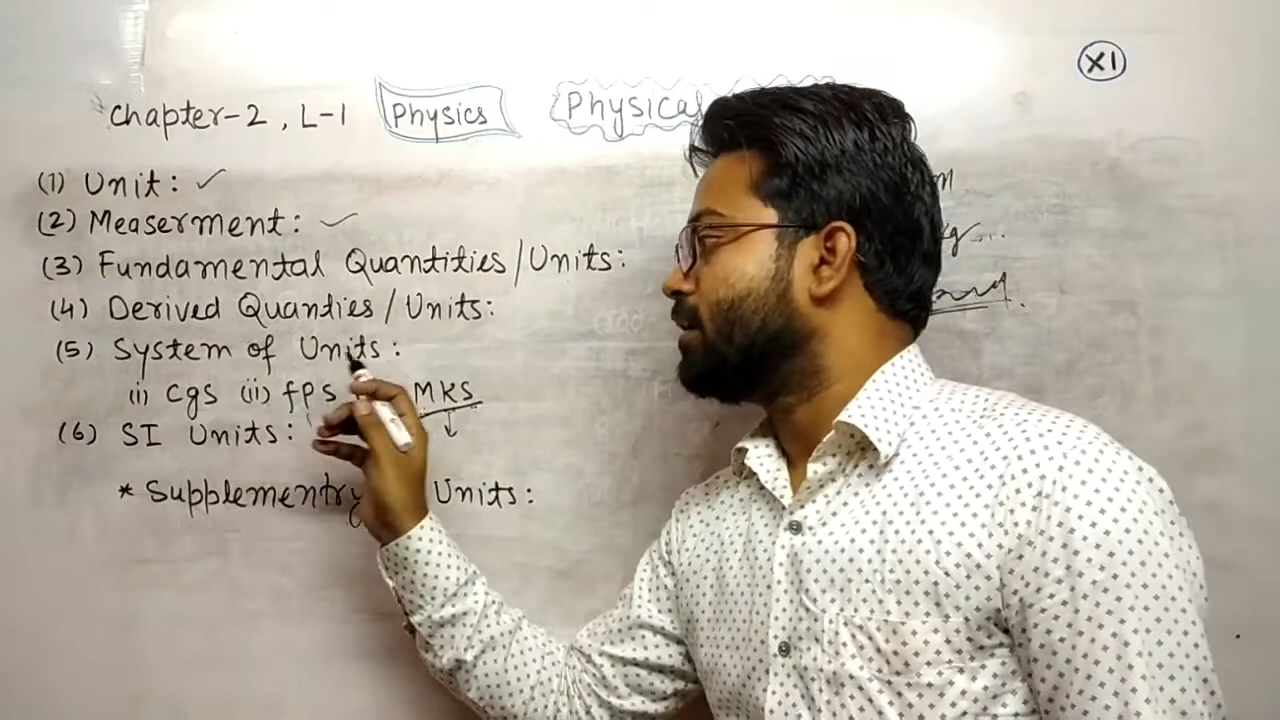 XI
Chapter-2, L-1 Physics Physical
(1) Unit: ✓
(2) Measerment: ✓
(3) Fundamental Quantities/Units:
(4) Derived Quanties/Units:
(5) System of Units:
(i) Cgs (ii) fps MKS
(6) SI Units:
* Supplementry Units: